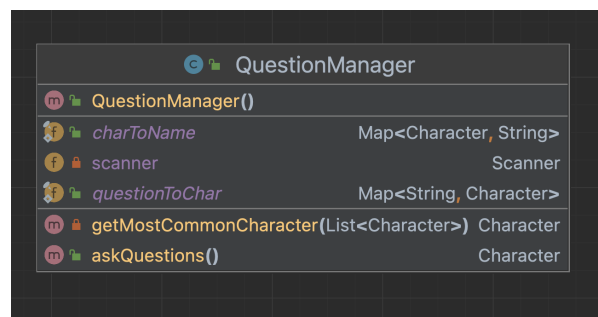 QuestionManager
QuestionManager()
charToName Map<Character, String>
scanner Scanner
questionToChar Map<String, Character>
getMostCommonCharacter(List<Character>) Character
askQuestions() Character